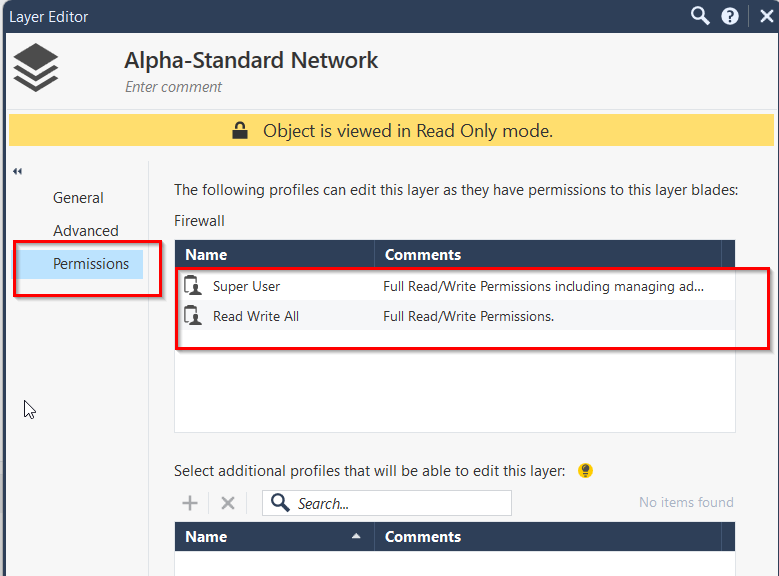 Layer Editor
Alpha-Standard Network
Enter comment
Object is viewed in Read Only mode.
General
Advanced
Permissions
The following profiles can edit this layer as they have permissions to this layer blades:
Firewall
Name Comments
Super User Full Read/Write Permissions including managing ad...
Read Write All Full Read/Write Permissions.
Select additional profiles that will be able to edit this layer:
Search... No items found
Name Comments